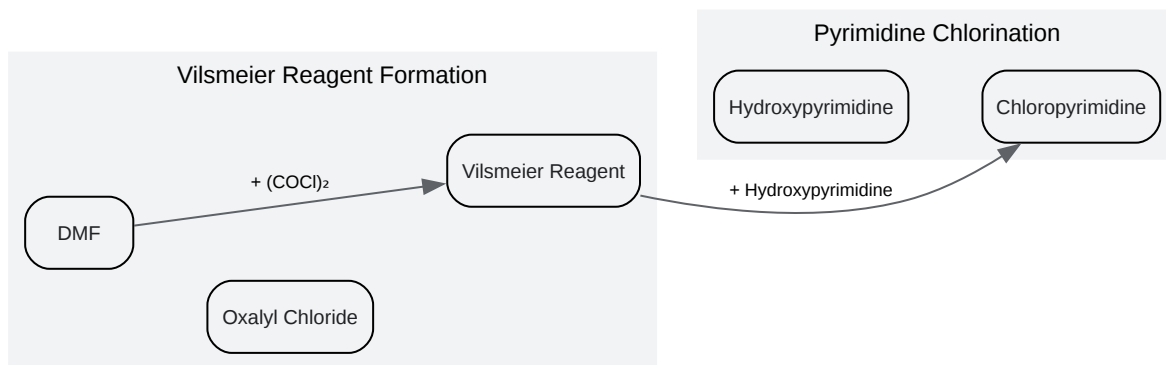 Pyrimidine Chlorination
Vilsmeier Reagent Formation
Hydroxypyrimidine
Chloropyrimidine
Vilsmeier Reagent
+ (COCl)₂
+ Hydroxypyrimidine
DMF
Oxalyl Chloride